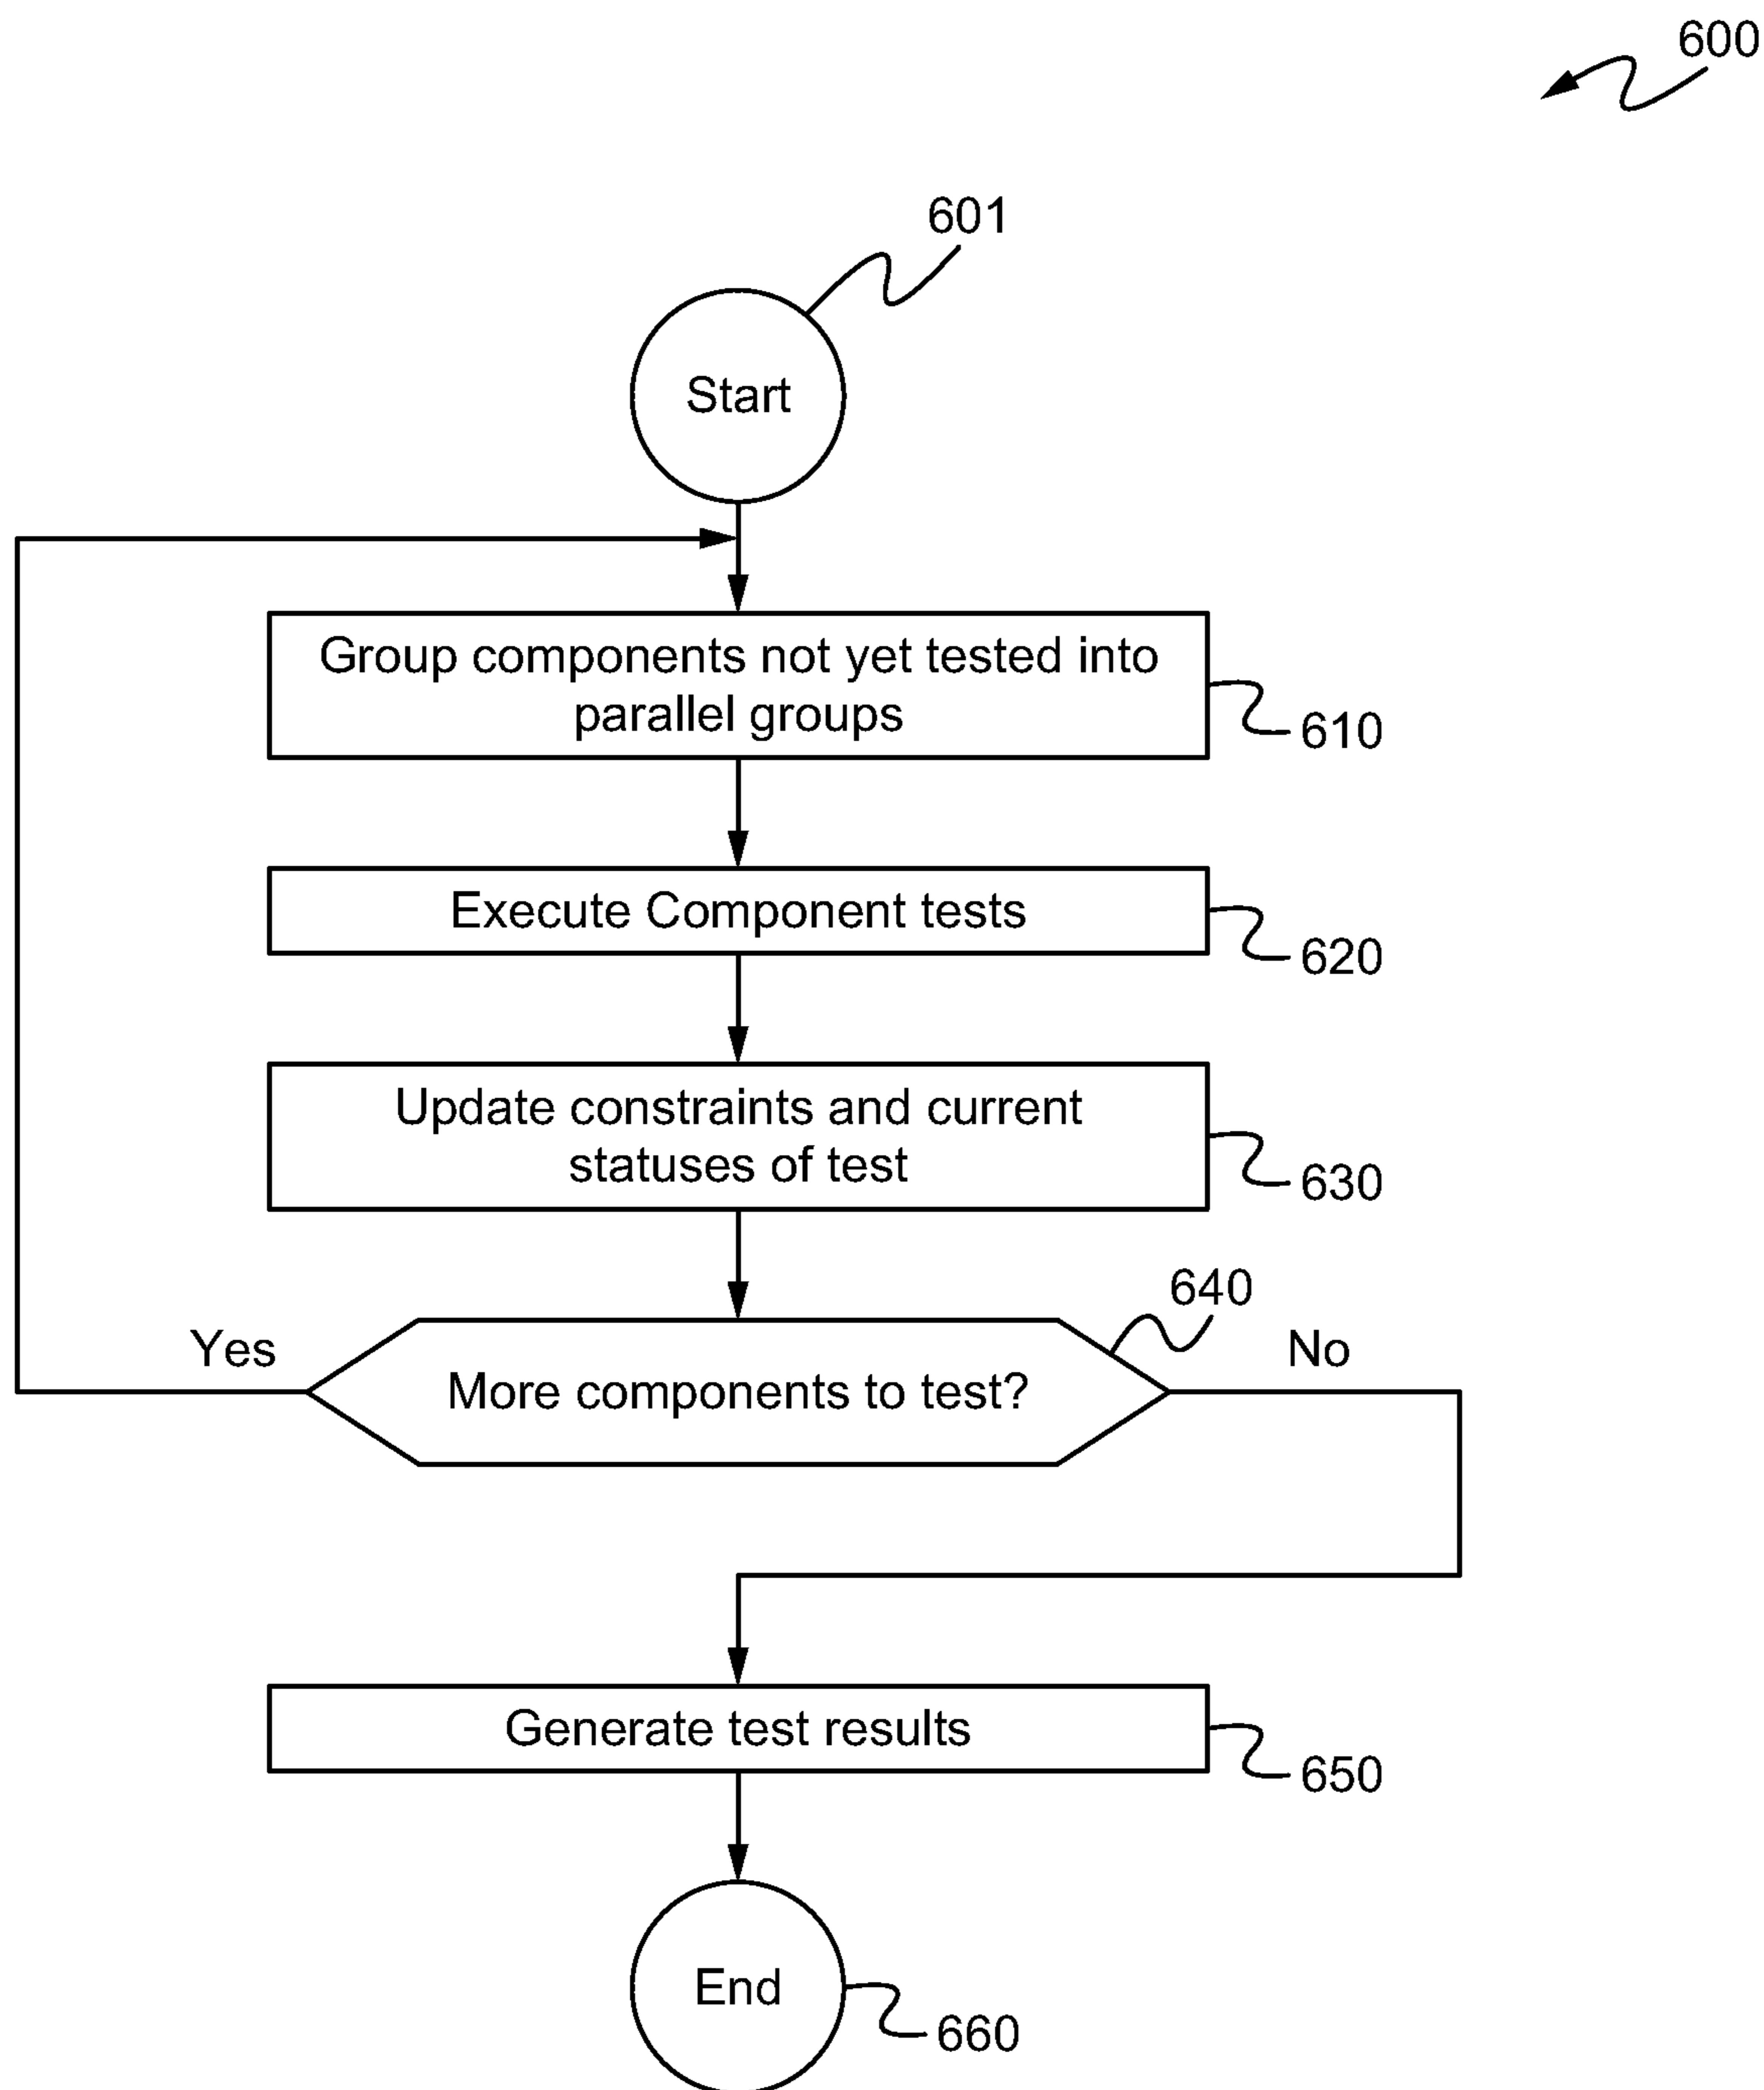 600
601
Start
Group components not yet tested into
parallel groups
610
Execute Component tests
620
Update constraints and current
statuses of test
630
640
Yes
No
More components to test?
Generate test results
650
End
660